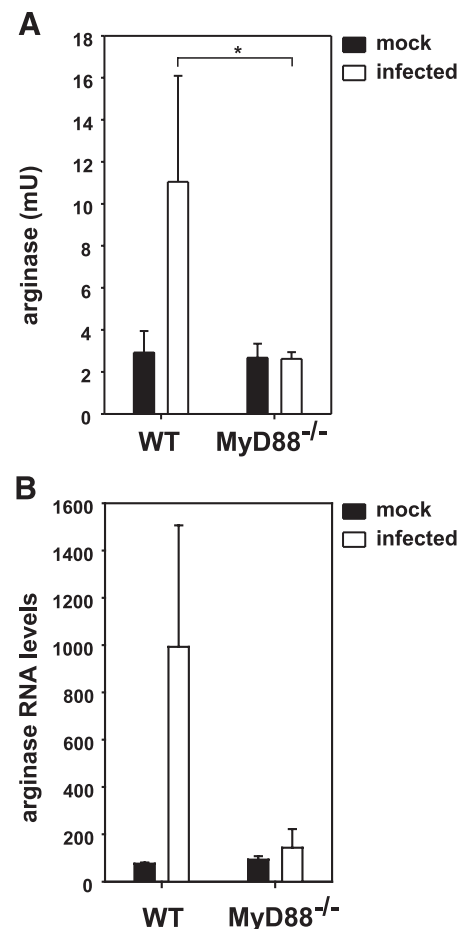 A
arginase (mU)
18
16
14
12
10
8
6
4
2
0
*
mock
infected
WT
MyD88-/-
B
arginase RNA levels
1600
1400
1200
1000
800
600
400
200
0
mock
infected
WT
MyD88-/-